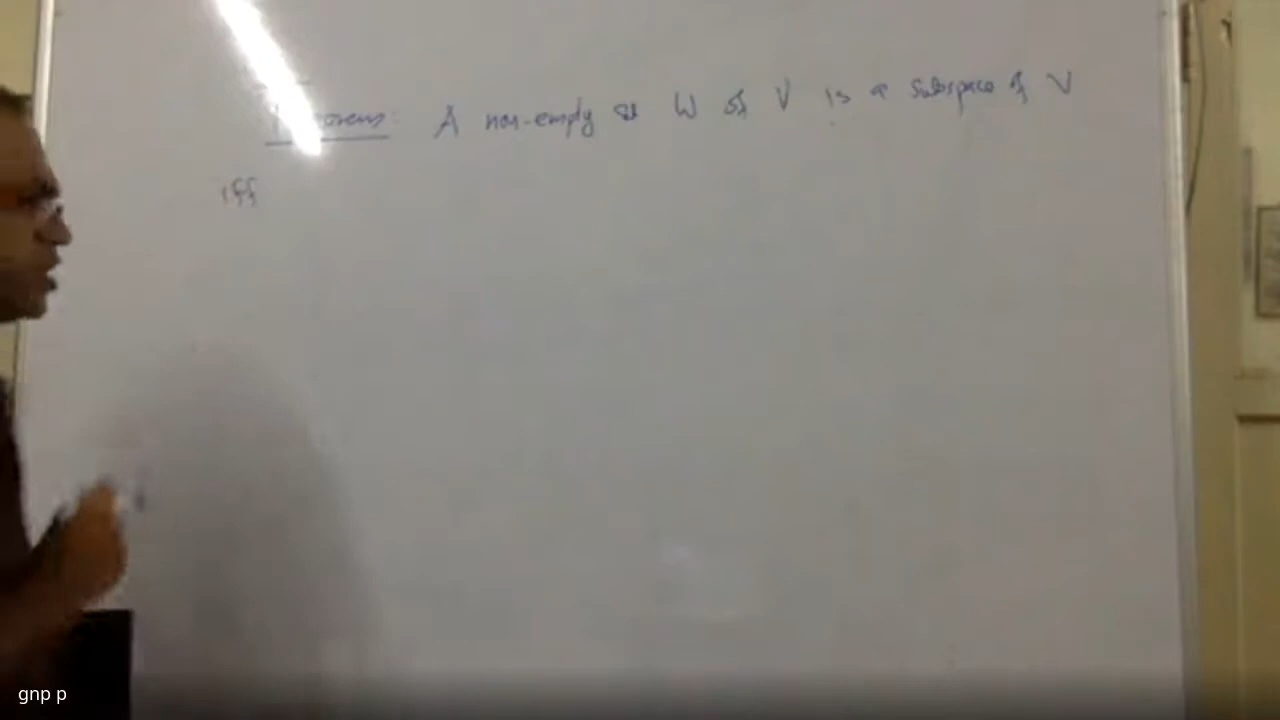 Theorem: A non-empty set W of V is a subspace of V
iff
gnp p